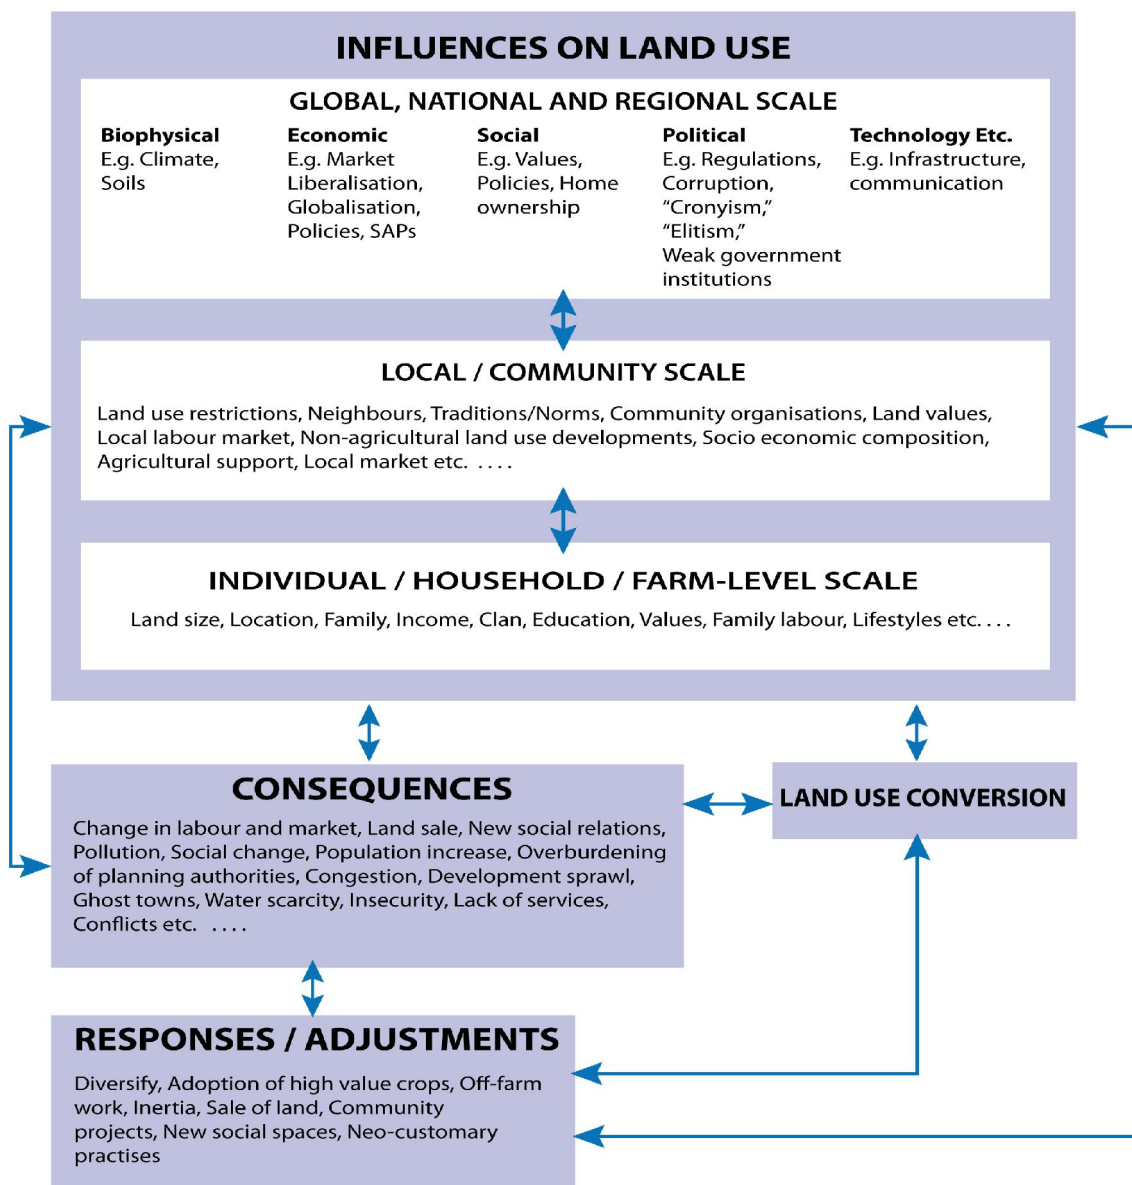 INFLUENCES ON LAND USE
GLOBAL, NATIONAL AND REGIONAL SCALE
Biophysical
E.g. Climate,
Soils
Economic
E.g. Market
Liberalisation,
Globalisation,
Policies, SAPs
Social
E.g. Values,
Policies, Home
ownership
Political
E.g. Regulations,
Corruption,
“Cronyism,”
“Elitism,”
Weak government
institutions
Technology Etc.
E.g. Infrastructure,
communication
LOCAL / COMMUNITY SCALE
Land use restrictions, Neighbours, Traditions/Norms, Community organisations, Land values,
Local labour market, Non-agricultural land use developments, Socio economic composition,
Agricultural support, Local market etc. . . . .
INDIVIDUAL / HOUSEHOLD / FARM-LEVEL SCALE
Land size, Location, Family, Income, Clan, Education, Values, Family labour, Lifestyles etc. . . .
CONSEQUENCES
Change in labour and market, Land sale, New social relations,
Pollution, Social change, Population increase, Overburdening
of planning authorities, Congestion, Development sprawl,
Ghost towns, Water scarcity, Insecurity, Lack of services,
Conflicts etc. . . . .
LAND USE CONVERSION
RESPONSES / ADJUSTMENTS
Diversify, Adoption of high value crops, Off-farm
work, Inertia, Sale of land, Community
projects, New social spaces, Neo-customary
practises